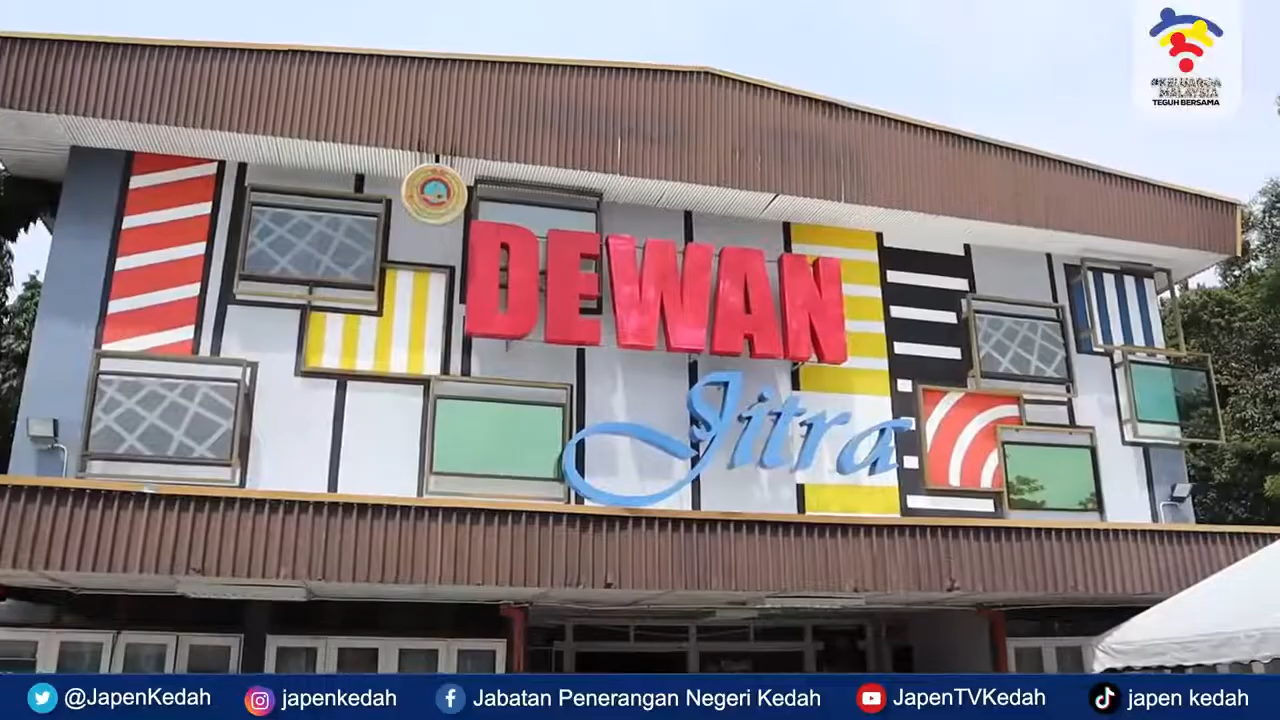 #KELUARGA
MALAYSIA
TEGUH BERSAMA
DEWAN
Jitra
@JapenKedah japenkedah Jabatan Penerangan Negeri Kedah JapenTVKedah japen kedah